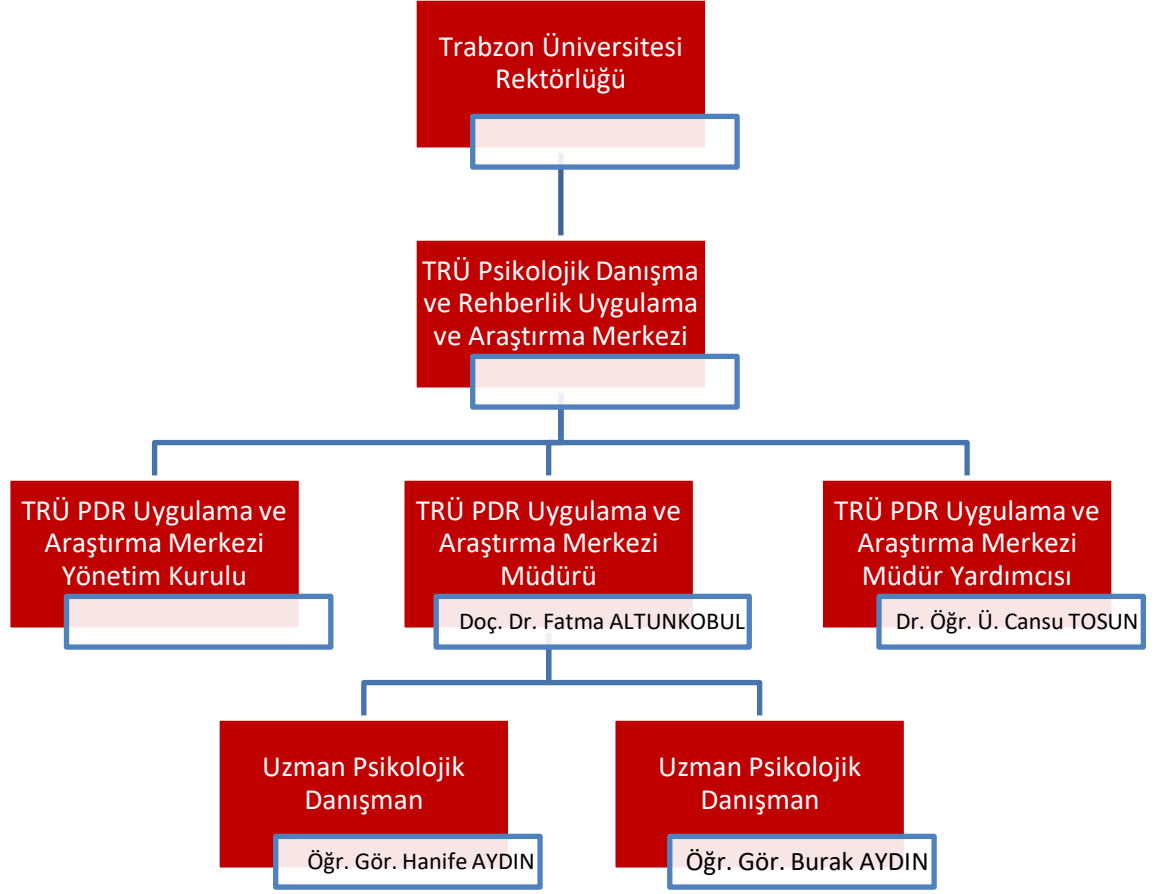 Trabzon Üniversitesi
Rektörlüğü
TRÜ Psikolojik Danışma
ve Rehberlik Uygulama
ve Araştırma Merkezi
TRÜ PDR Uygulama ve
Araştırma Merkezi
Yönetim Kurulu
TRÜ PDR Uygulama ve
Araştırma Merkezi
Müdürü
Doç. Dr. Fatma ALTUNKOBUL
TRÜ PDR Uygulama ve
Araştırma Merkezi
Müdür Yardımcısı
Dr. Öğr. Ü. Cansu TOSUN
Uzman Psikolojik
Danışman
Öğr. Gör. Hanife AYDIN
Uzman Psikolojik
Danışman
Öğr. Gör. Burak AYDIN